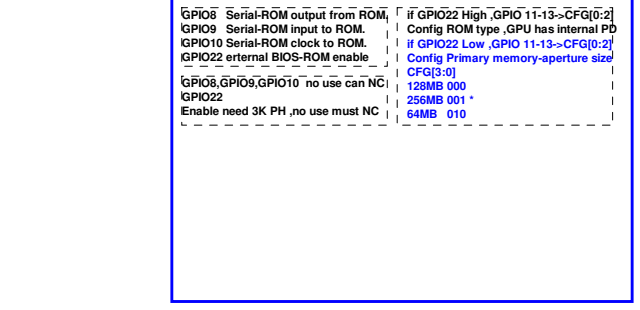 GPIO8 Serial-ROM output from ROM.
GPIO9 Serial-ROM input to ROM.
GPIO10 Serial-ROM clock to ROM.
GPIO22 erternal BIOS-ROM enable
GPIO8,GPIO9,GPIO10 no use can NC
GPIO22
Enable need 3K PH ,no use must NC
if GPIO22 High ,GPIO 11-13->CFG[0:2]
Config ROM type ,GPU has internal PD
if GPIO22 Low ,GPIO 11-13->CFG[0:2]
Config Primary memory-aperture size
CFG[3:0]
128MB 000
256MB 001 *
64MB 010